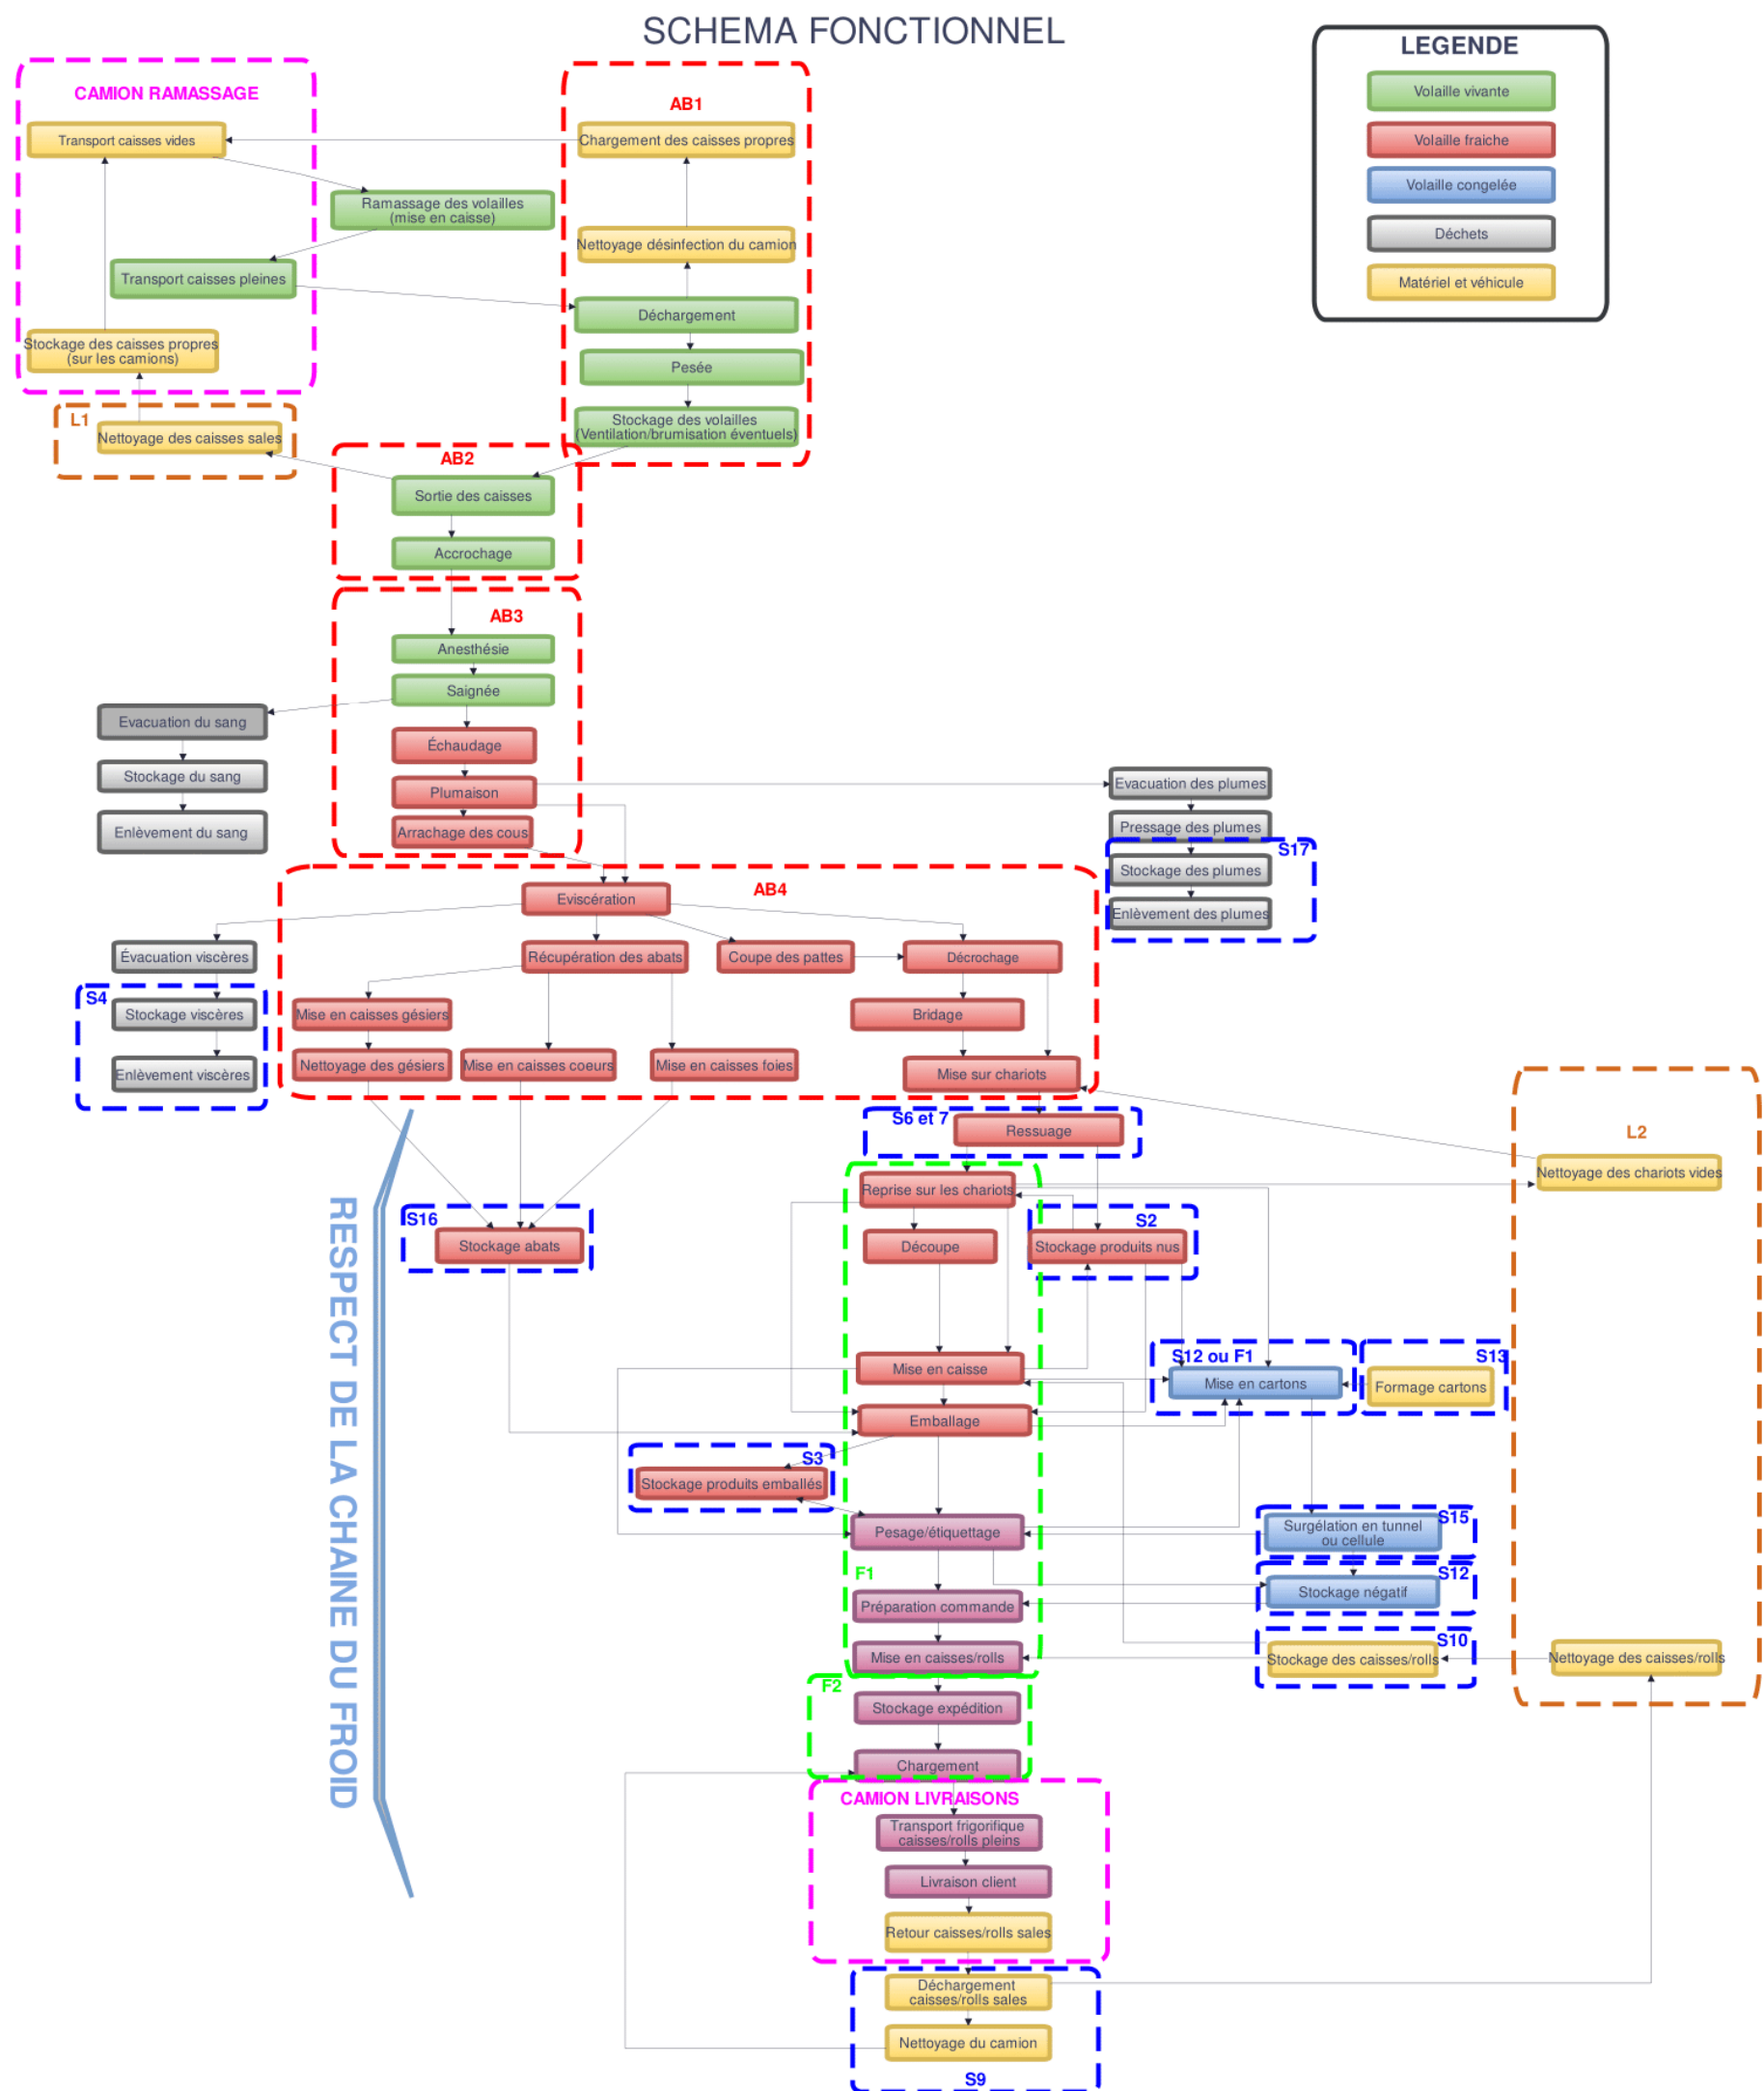 SCHEMA FONCTIONNEL
LEGENDE
Volaille vivante
Volaille fraiche
Volaille congelée
Déchets
Matériel et véhicule
CAMION RAMASSAGE
Transport caisses vides
Ramassage des volailles
(mise en caisse)
Transport caisses pleines
Stockage des caisses propres
(sur les camions)
L1
Nettoyage des caisses sales
AB1
Chargement des caisses propres
Nettoyage désinfection du camion
Déchargement
Pesée
Stockage des volailles
(Ventilation/brumisation éventuels)
AB2
Sortie des caisses
Accrochage
AB3
Anesthésie
Saignée
Échaudage
Plumaison
Arrachage des cous
Evacuation du sang
Stockage du sang
Enlèvement du sang
Evacuation des plumes
Pressage des plumes
S17
Stockage des plumes
Enlèvement des plumes
AB4
Eviscération
Évacuation viscères
Récupération des abats
Coupe des pattes
Décrochage
S4
Stockage viscères
Enlèvement viscères
Mise en caisses gésiers
Bridage
Nettoyage des gésiers
Mise en caisses coeurs
Mise en caisses foies
Mise sur chariots
S6 et 7
Ressuage
L2
Nettoyage des chariots vides
RESPECT DE LA CHAINE DU FROID
Reprise sur les chariots
S16
Stockage abats
Découpe
S2
Stockage produits nus
Mise en caisse
S12 ou F1
Mise en cartons
S13
Formage cartons
Emballage
S3
Stockage produits emballés
Pesage/étiquettage
S15
Surgélation en tunnel
ou cellule
F1
S12
Stockage négatif
Préparation commande
Mise en caisses/rolls
S10
Stockage des caisses/rolls
Nettoyage des caisses/rolls
F2
Stockage expédition
Chargement
CAMION LIVRAISONS
Transport frigorifique
caisses/rolls pleins
Livraison client
Retour caisses/rolls sales
Déchargement
caisses/rolls sales
Nettoyage du camion
S9